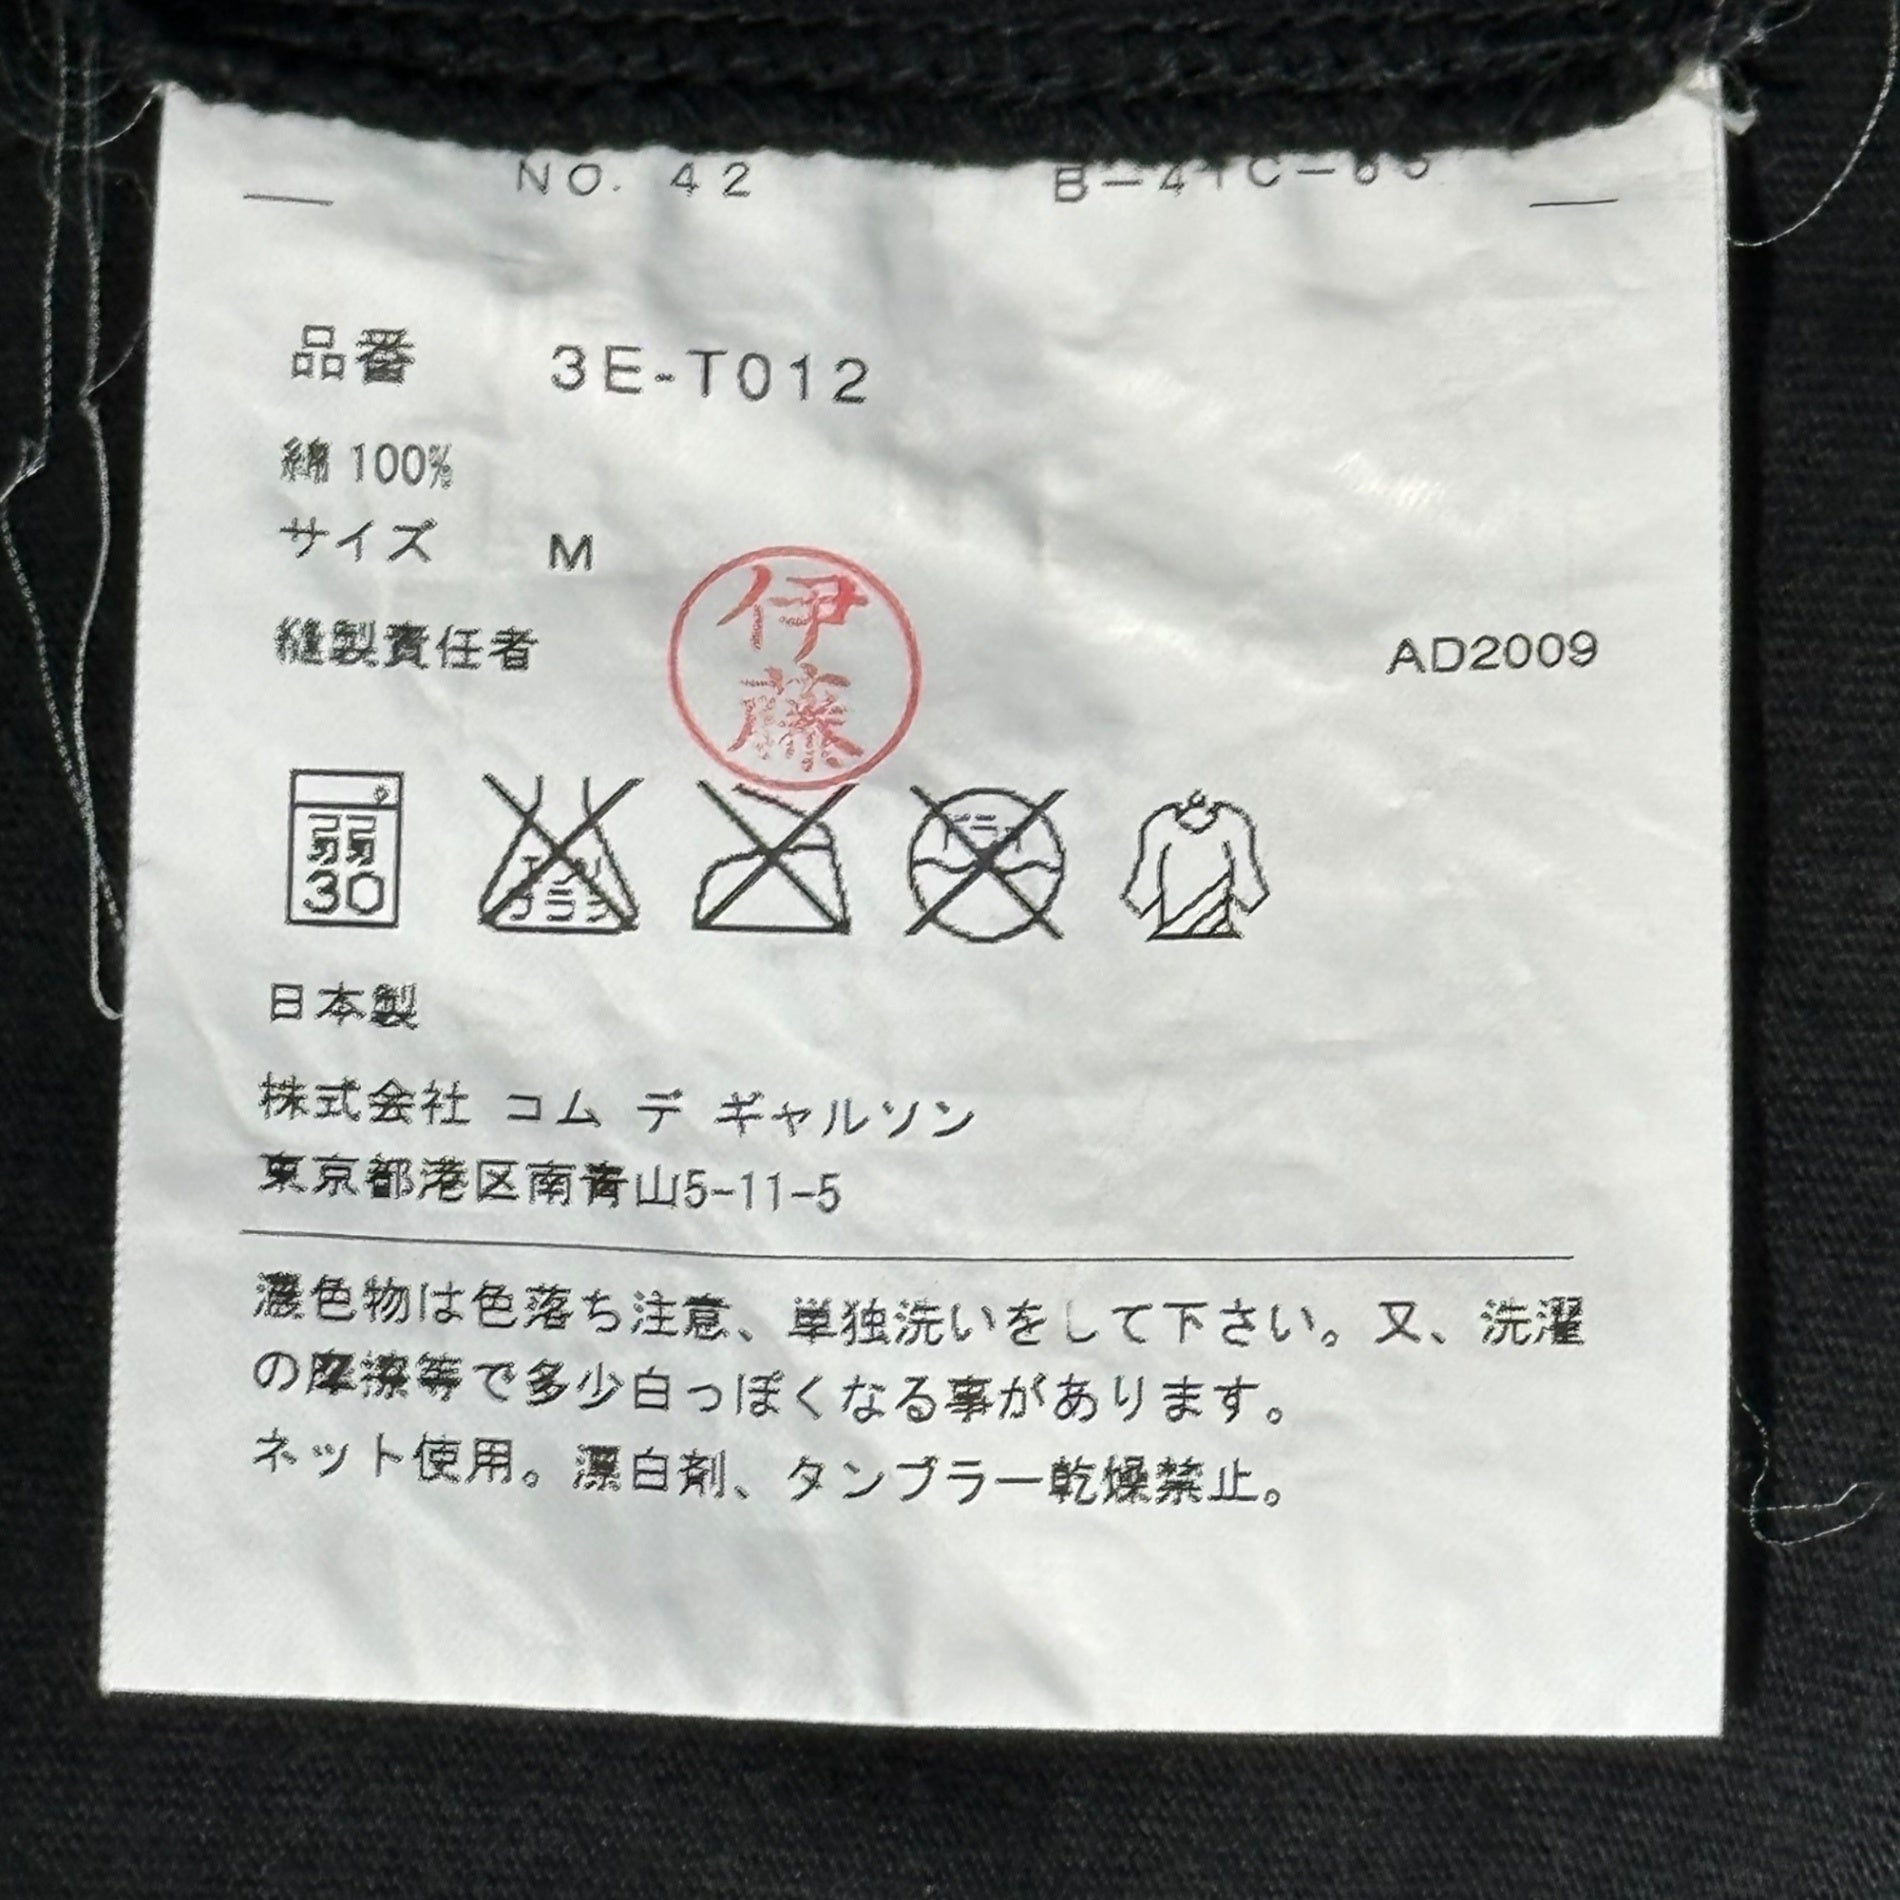 NO. 42
品番 3E-T012
綿 100%
サイズ M
縫製責任者 伊藤 AD2009
弱 30
日本製
株式会社 コム デ ギャルソン
東京都港区南青山5-11-5
濃色物は色落ち注意、単独洗いをして下さい。又、洗濯
の摩擦等で多少白っぽくなる事があります。
ネット使用。漂白剤、タンブラー乾燥禁止。